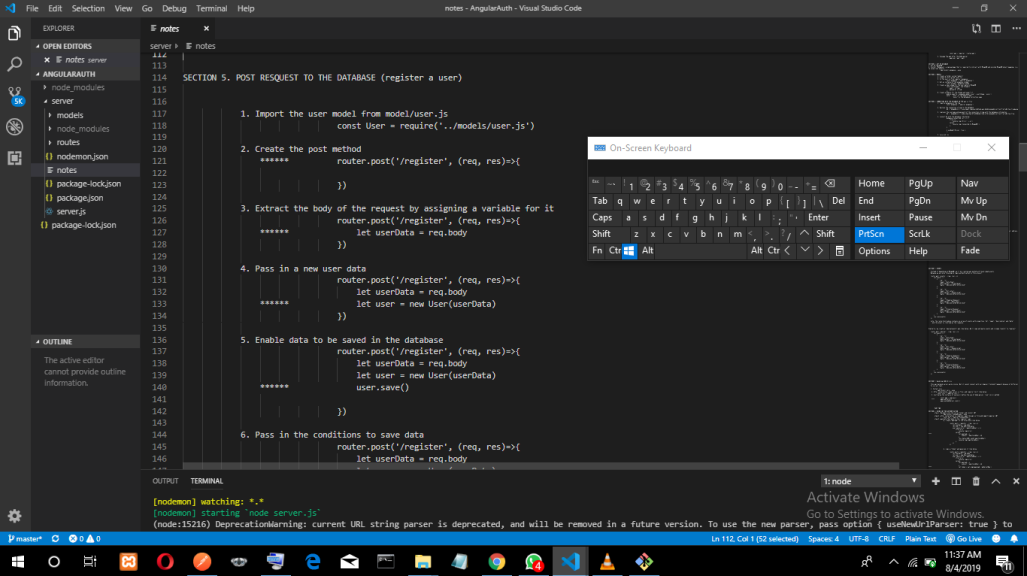 File Edit Selection View Go Debug Terminal Help
notes - AngularAuth - Visual Studio Code
EXPLORER
OPEN EDITORS
notes server
ANGULARAUTH
node_modules
server
models
node_modules
routes
nodemon.json
notes
package-lock.json
package.json
server.js
package-lock.json
OUTLINE
The active editor
cannot provide outline
information.
5K
notes
server › notes
112
113
114 SECTION 5. POST RESQUEST TO THE DATABASE (register a user)
115
116
117 1. Import the user model from model/user.js
118 const User = require('../models/user.js')
119
120 2. Create the post method
121 ****** router.post('/register', (req, res)=>{
122
123 })
124
125 3. Extract the body of the request by assigning a variable for it
126 router.post('/register', (req, res)=>{
127 ****** let userData = req.body
128 })
129
130 4. Pass in a new user data
131 router.post('/register', (req, res)=>{
132 let userData = req.body
133 ****** let user = new User(userData)
134 })
135
136 5. Enable data to be saved in the database
137 router.post('/register', (req, res)=>{
138 let userData = req.body
139 let user = new User(userData)
140 ****** user.save()
141
142 })
143
144 6. Pass in the conditions to save data
145 router.post('/register', (req, res)=>{
146 let userData = req.body
On-Screen Keyboard
Home PgUp Nav
Tab q w e r t y u i o p [ ] \ Del End PgDn Mv Up
Caps a s d f g h j k l ; ' Enter Insert Pause Mv Dn
Shift z x c v b n m , . / Shift PrtScn ScrLk Dock
Fn Ctr Alt Alt Ctr Options Help Fade
OUTPUT TERMINAL
1: node
[nodemon] watching: *.*
[nodemon] starting `node server.js`
(node:15216) DeprecationWarning: current URL string parser is deprecated, and will be removed in a future version. To use the new parser, pass option { useNewUrlParser: true } to
Activate Windows
Go to Settings to activate Windows.
master* 0 0
Ln 112, Col 1 (52 selected) Spaces: 4 UTF-8 CRLF Plain Text Go Live
4
11:37 AM
8/4/2019
11